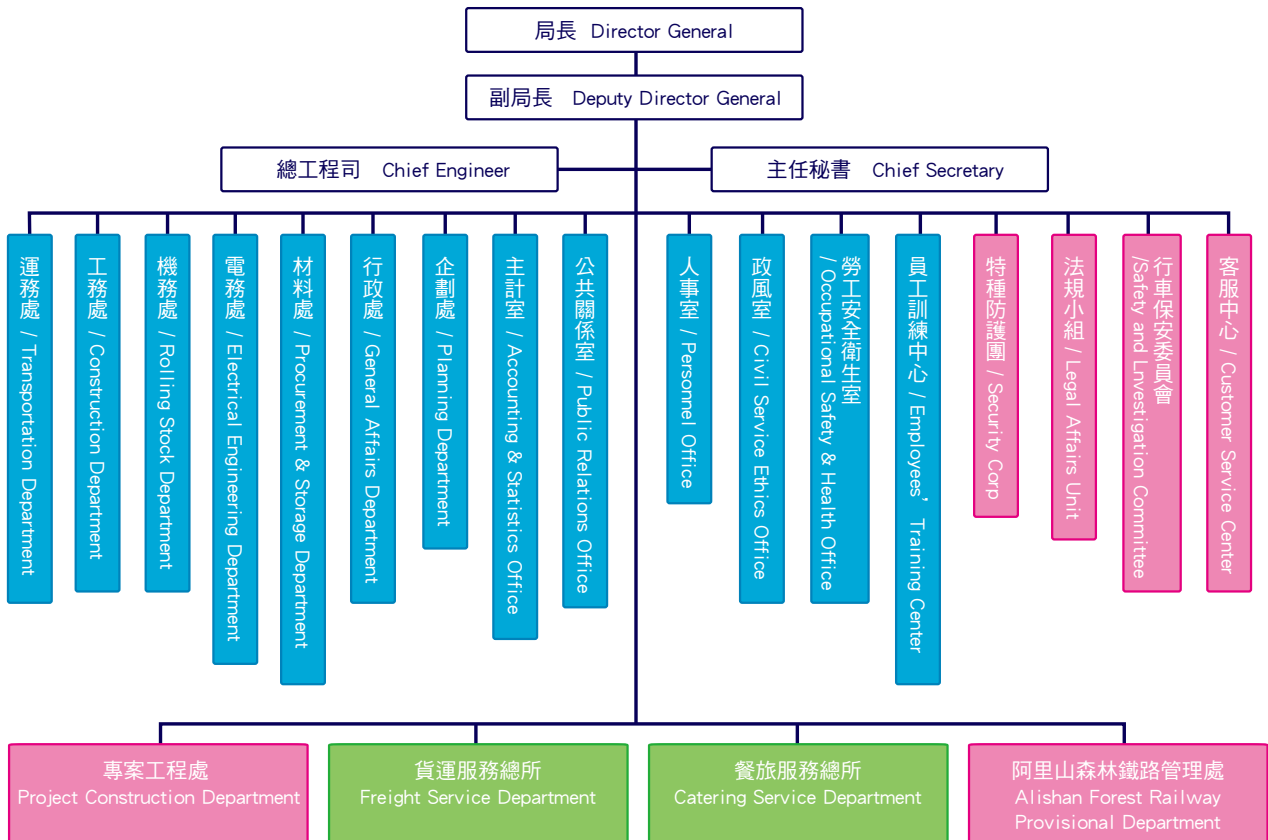 局長 Director General
副局長 Deputy Director General
總工程司 Chief Engineer
主任秘書 Chief Secretary
運務處 / Transportation Department
工務處 / Construction Department
機務處 / Rolling Stock Department
電務處 / Electrical Engineering Department
材料處 / Procurement & Storage Department
行政處 / General Affairs Department
企劃處 / Planning Department
主計室 / Accounting & Statistics Office
公共關係室 / Public Relations Office
人事室 / Personnel Office
政風室 / Civil Service Ethics Office
勞工安全衛生室
/ Occupational Safety & Health Office
員工訓練中心 / Employees’ Training Center
特種防護團 / Security Corp
法規小組 / Legal Affairs Unit
行車保安委員會
/Safety and Lnvestigation Committee
客服中心 / Customer Service Center
專案工程處
Project Construction Department
貨運服務總所
Freight Service Department
餐旅服務總所
Catering Service Department
阿里山森林鐵路管理處
Alishan Forest Railway
Provisional Department